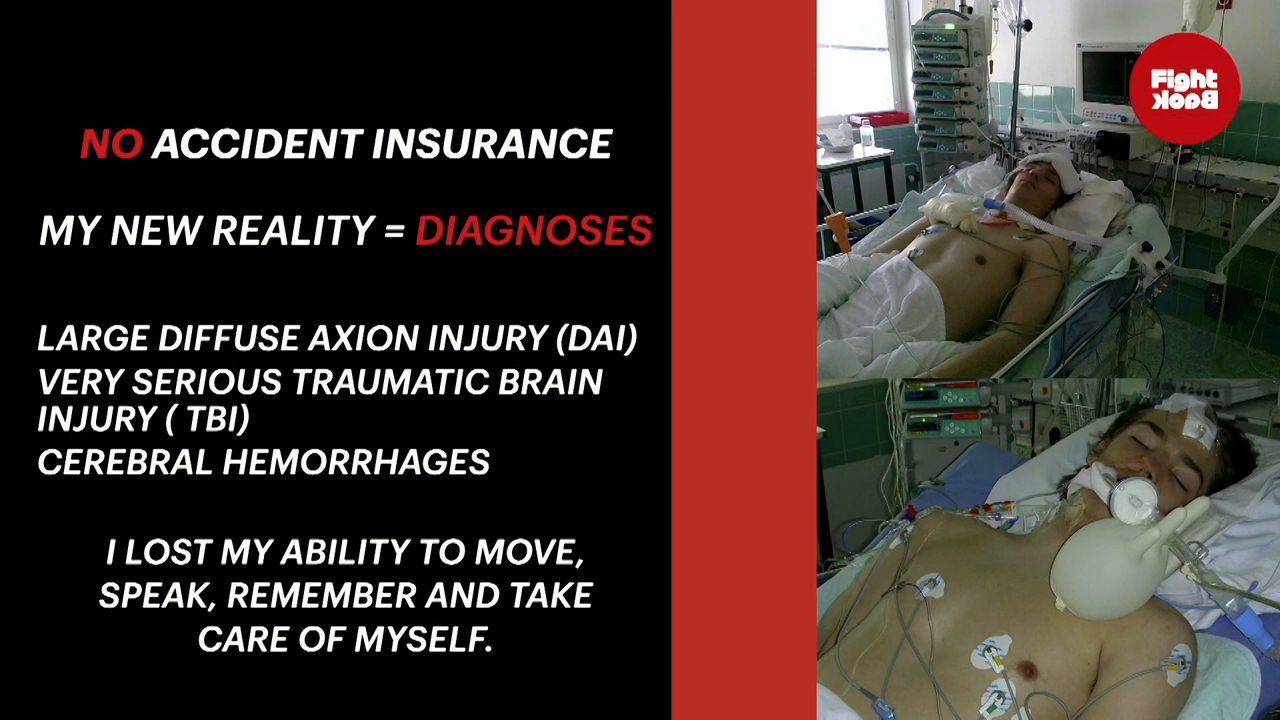 NO ACCIDENT INSURANCE
MY NEW REALITY = DIAGNOSES
LARGE DIFFUSE AXION INJURY (DAI)
VERY SERIOUS TRAUMATIC BRAIN
INJURY ( TBI)
CEREBRAL HEMORRHAGES
I LOST MY ABILITY TO MOVE,
SPEAK, REMEMBER AND TAKE
CARE OF MYSELF.
Fight
Back